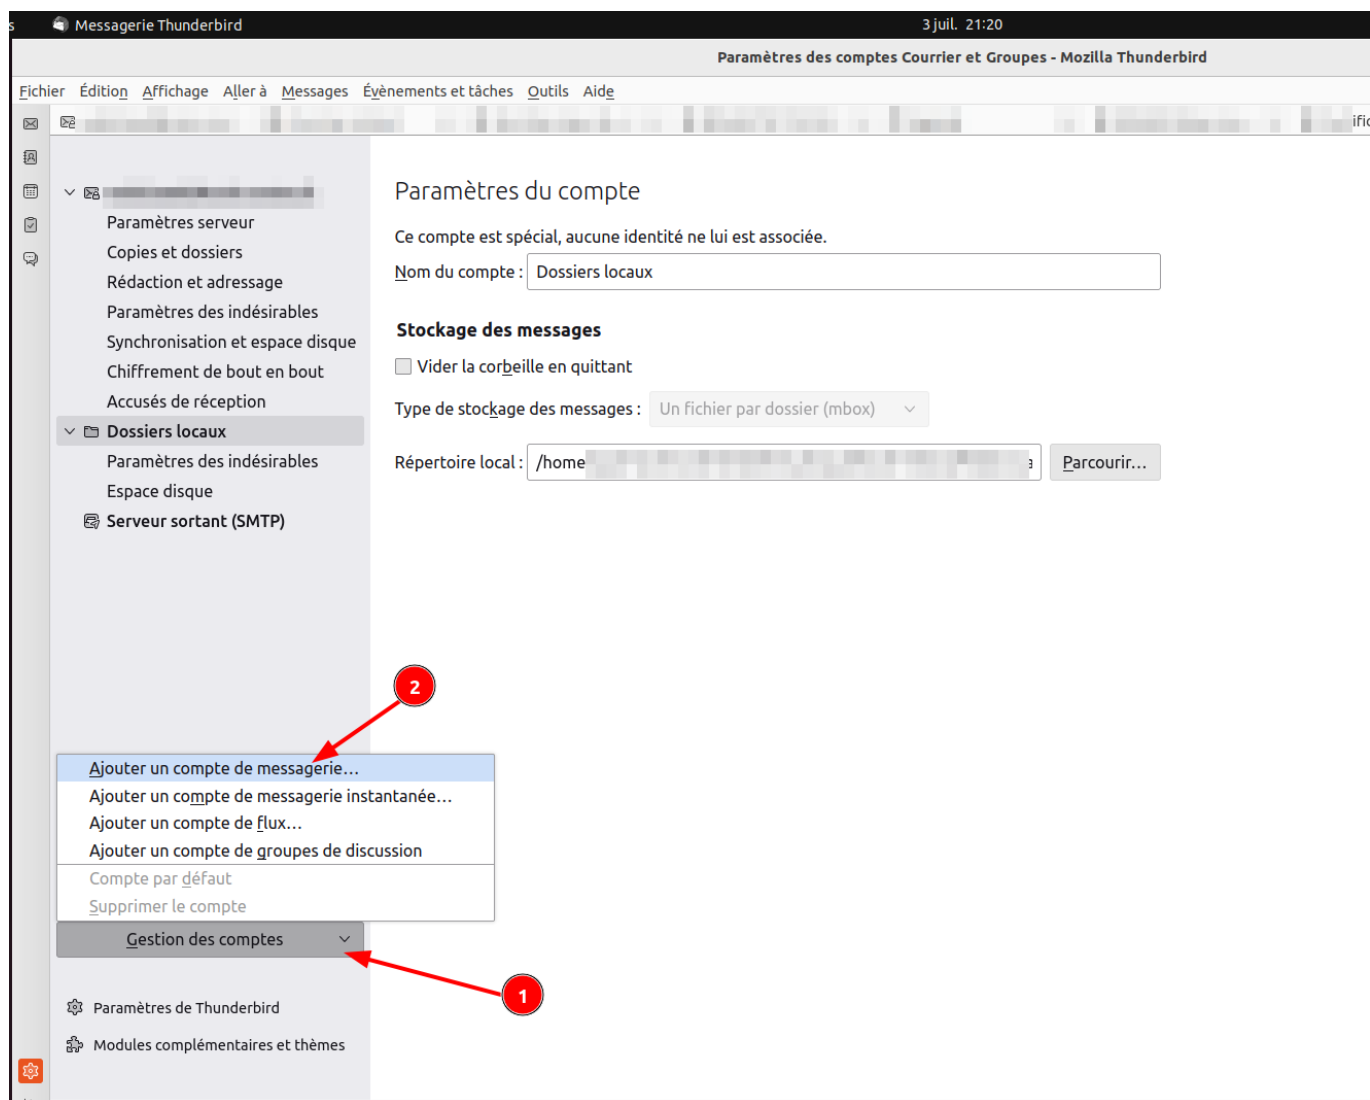 s Messagerie Thunderbird 3 juil. 21:20
Paramètres des comptes Courrier et Groupes - Mozilla Thunderbird
Fichier Édition Affichage Aller à Messages Évènements et tâches Outils Aide
Paramètres du compte
Paramètres serveur
Ce compte est spécial, aucune identité ne lui est associée.
Copies et dossiers
Nom du compte : Dossiers locaux
Rédaction et adressage
Paramètres des indésirables
Stockage des messages
Synchronisation et espace disque
Vider la corbeille en quittant
Chiffrement de bout en bout
Accusés de réception
Type de stockage des messages : Un fichier par dossier (mbox)
Dossiers locaux
Paramètres des indésirables
Répertoire local : /home Parcourir...
Espace disque
Serveur sortant (SMTP)
2
Ajouter un compte de messagerie...
Ajouter un compte de messagerie instantanée...
Ajouter un compte de flux...
Ajouter un compte de groupes de discussion
Compte par défaut
Supprimer le compte
Gestion des comptes
1
Paramètres de Thunderbird
Modules complémentaires et thèmes